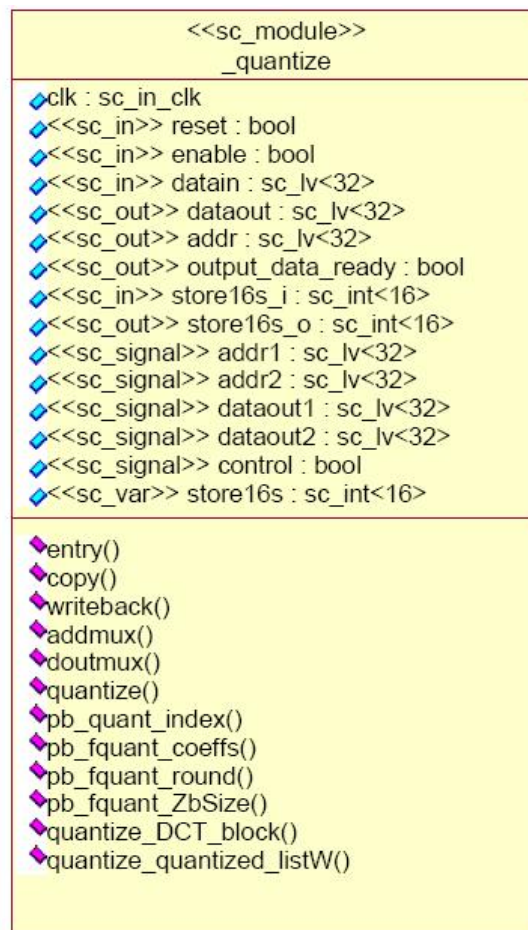 <<sc_module>>
_quantize
clk : sc_in_clk
<<sc_in>> reset : bool
<<sc_in>> enable : bool
<<sc_in>> datain : sc_lv<32>
<<sc_out>> dataout : sc_lv<32>
<<sc_out>> addr : sc_lv<32>
<<sc_out>> output_data_ready : bool
<<sc_in>> store16s_i : sc_int<16>
<<sc_out>> store16s_o : sc_int<16>
<<sc_signal>> addr1 : sc_lv<32>
<<sc_signal>> addr2 : sc_lv<32>
<<sc_signal>> dataout1 : sc_lv<32>
<<sc_signal>> dataout2 : sc_lv<32>
<<sc_signal>> control : bool
<<sc_var>> store16s : sc_int<16>
entry()
copy()
writeback()
addmux()
doutmux()
quantize()
pb_quant_index()
pb_fquant_coeffs()
pb_fquant_round()
pb_fquant_ZbSize()
quantize_DCT_block()
quantize_quantized_listW()